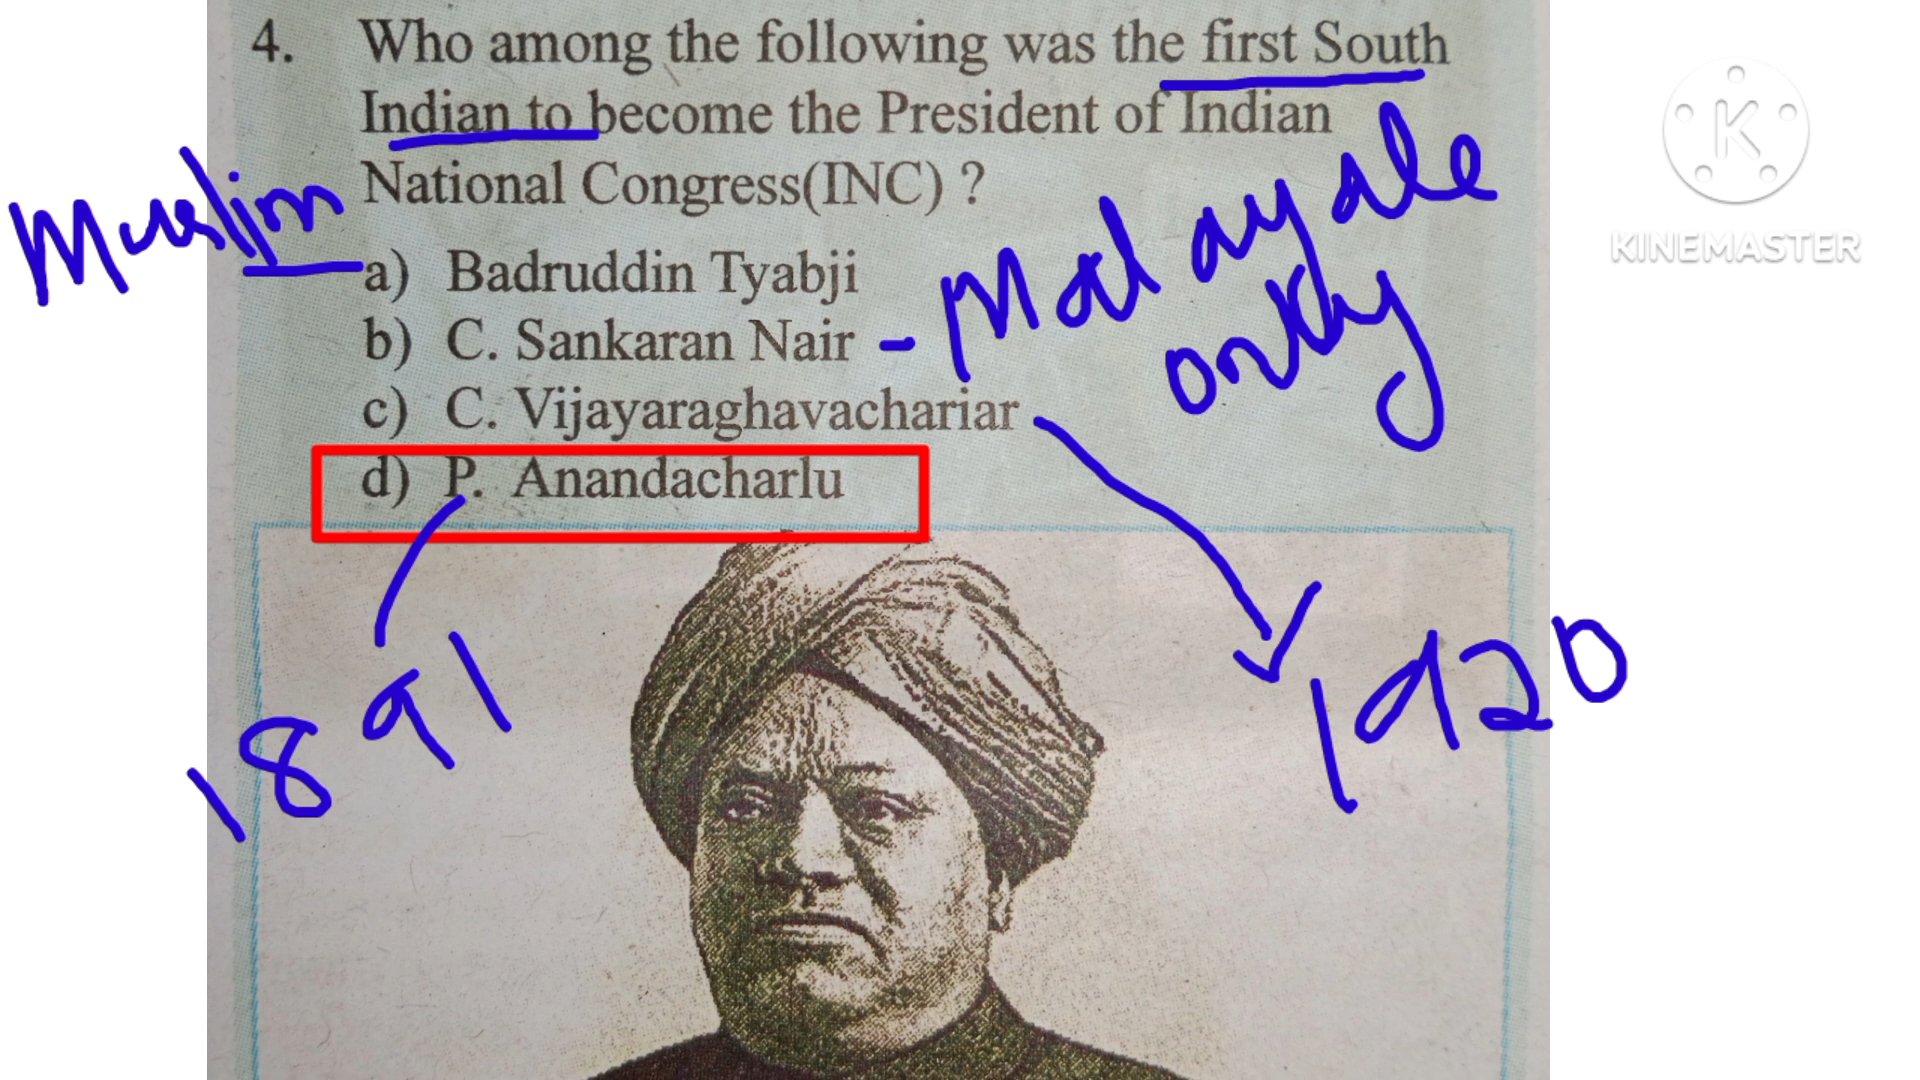 4. Who among the following was the first South
Indian to become the President of Indian
National Congress(INC) ?
Muslim
a) Badruddin Tyabji
b) C. Sankaran Nair - Malayale
only
c) C. Vijayaraghavachariar
d) P. Anandacharlu
1891
1920
K
KINEMASTER